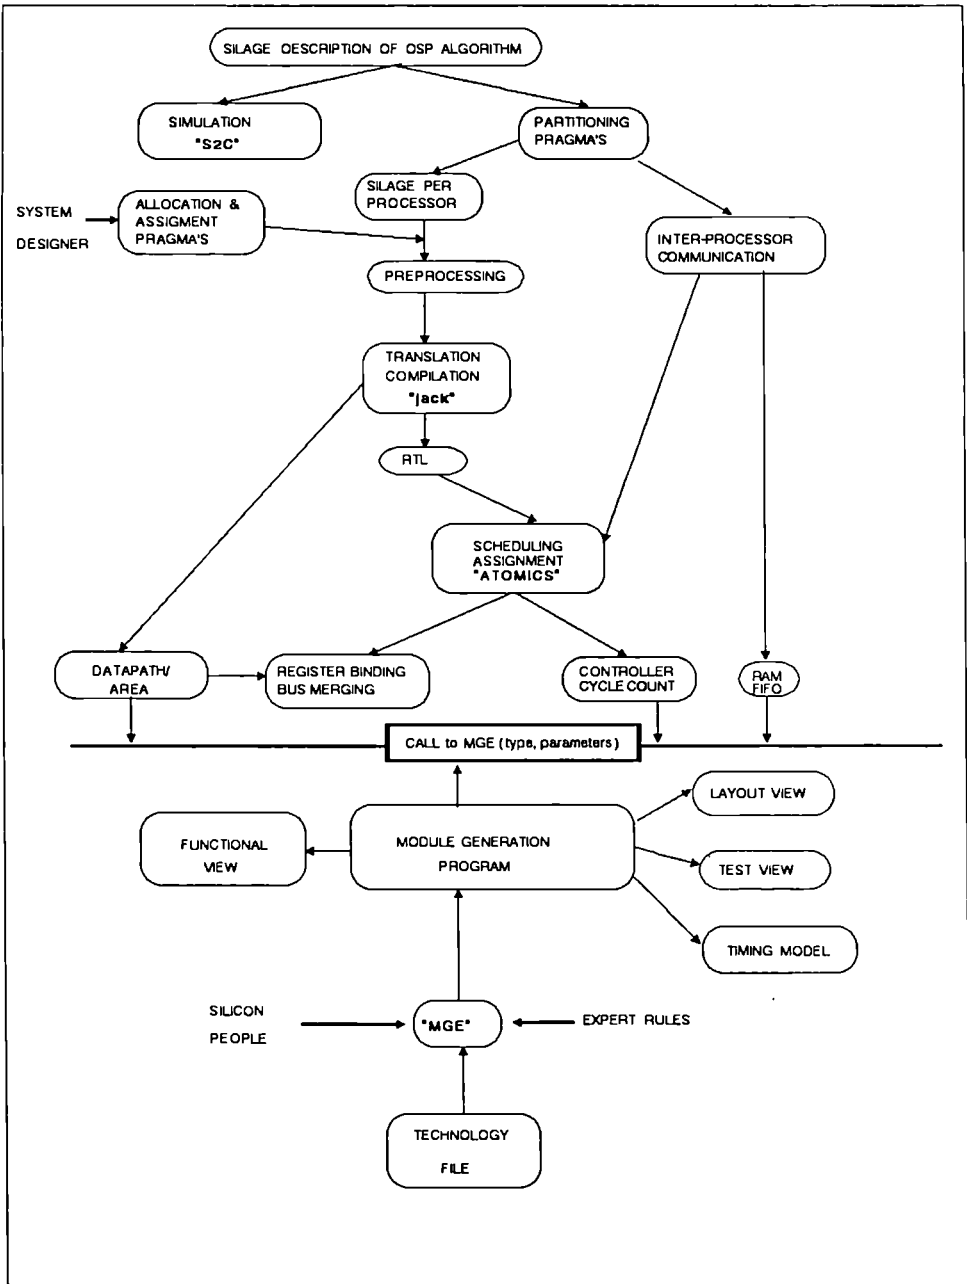 SILAGE DESCRIPTION OF DSP ALGORITHM
SIMULATION
"S2C"
PARTITIONING
PRAGMA'S
SILAGE PER
PROCESSOR
SYSTEM
DESIGNER
ALLOCATION &
ASSIGMENT
PRAGMA'S
INTER-PROCESSOR
COMMUNICATION
PREPROCESSING
TRANSLATION
COMPILATION
"jack"
RTL
SCHEDULING
ASSIGNMENT
"ATOMICS"
DATAPATH/
AREA
REGISTER BINDING
BUS MERGING
CONTROLLER
CYCLE COUNT
RAM
FIFO
CALL to MGE (type, parameters)
LAYOUT VIEW
FUNCTIONAL
VIEW
MODULE GENERATION
PROGRAM
TEST VIEW
TIMING MODEL
SILICON
PEOPLE
"MGE"
EXPERT RULES
TECHNOLOGY
FILE